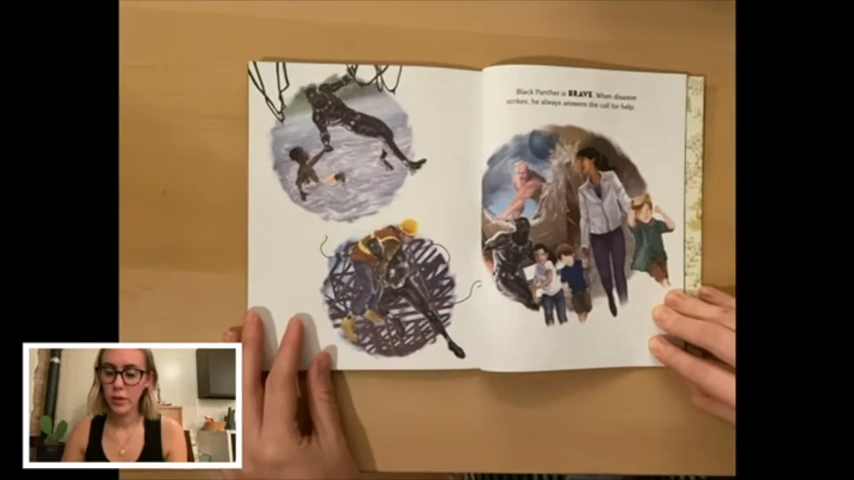 Black Panther is BRAVE. When disaster
strikes, he always answers the call for help.